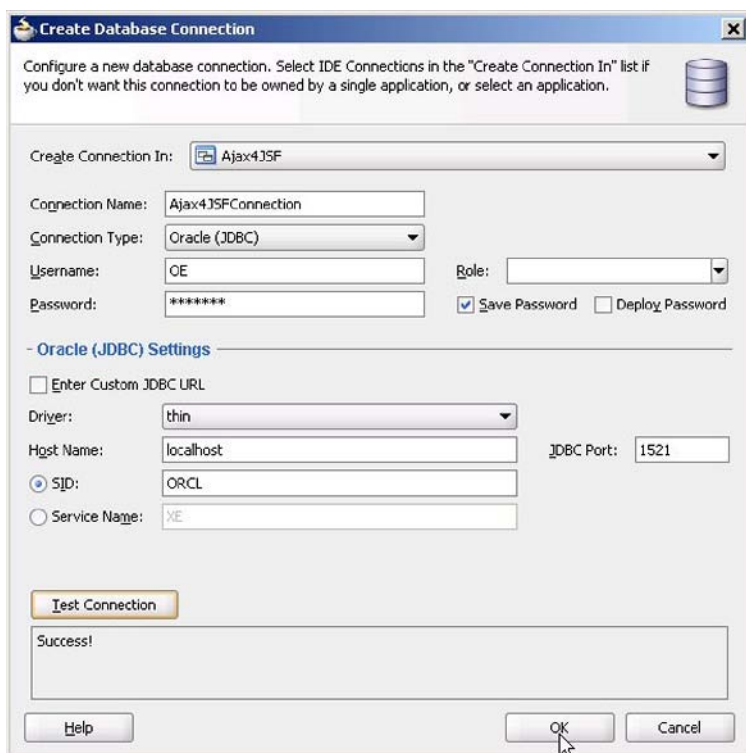 Create Database Connection
Configure a new database connection. Select IDE Connections in the "Create Connection In" list if
you don't want this connection to be owned by a single application, or select an application.
Create Connection In: Ajax4JSF
Connection Name: Ajax4JSFConnection
Connection Type: Oracle (JDBC)
Username: OE Role:
Password: ******* Save Password Deploy Password
Oracle (JDBC) Settings
Enter Custom JDBC URL
Driver: thin
Host Name: localhost JDBC Port: 1521
SID: ORCL
Service Name: XE
Test Connection
Success!
Help OK Cancel